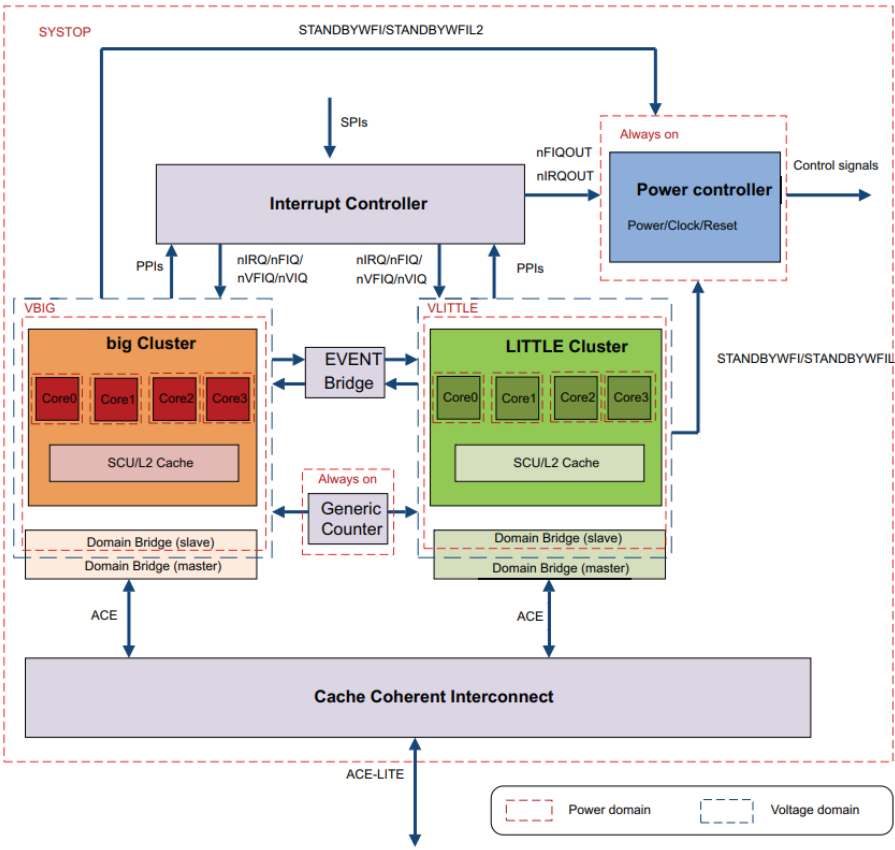 SYSTOP
STANDBYWFI/STANDBYWFIL2
SPIs
Always on
nFIQOUT
nIRQOUT
Power controller
Power/Clock/Reset
Control signals
Interrupt Controller
PPIs
nIRQ/nFIQ/
nVFIQ/nVIQ
nIRQ/nFIQ/
nVFIQ/nVIQ
PPIs
VBIG
big Cluster
Core0
Core1
Core2
Core3
SCU/L2 Cache
Domain Bridge (slave)
Domain Bridge (master)
EVENT
Bridge
Always on
Generic
Counter
VLITTLE
LITTLE Cluster
Core0
Core1
Core2
Core3
SCU/L2 Cache
Domain Bridge (slave)
Domain Bridge (master)
STANDBYWFI/STANDBYWFIL
ACE
ACE
Cache Coherent Interconnect
ACE-LITE
Power domain
Voltage domain